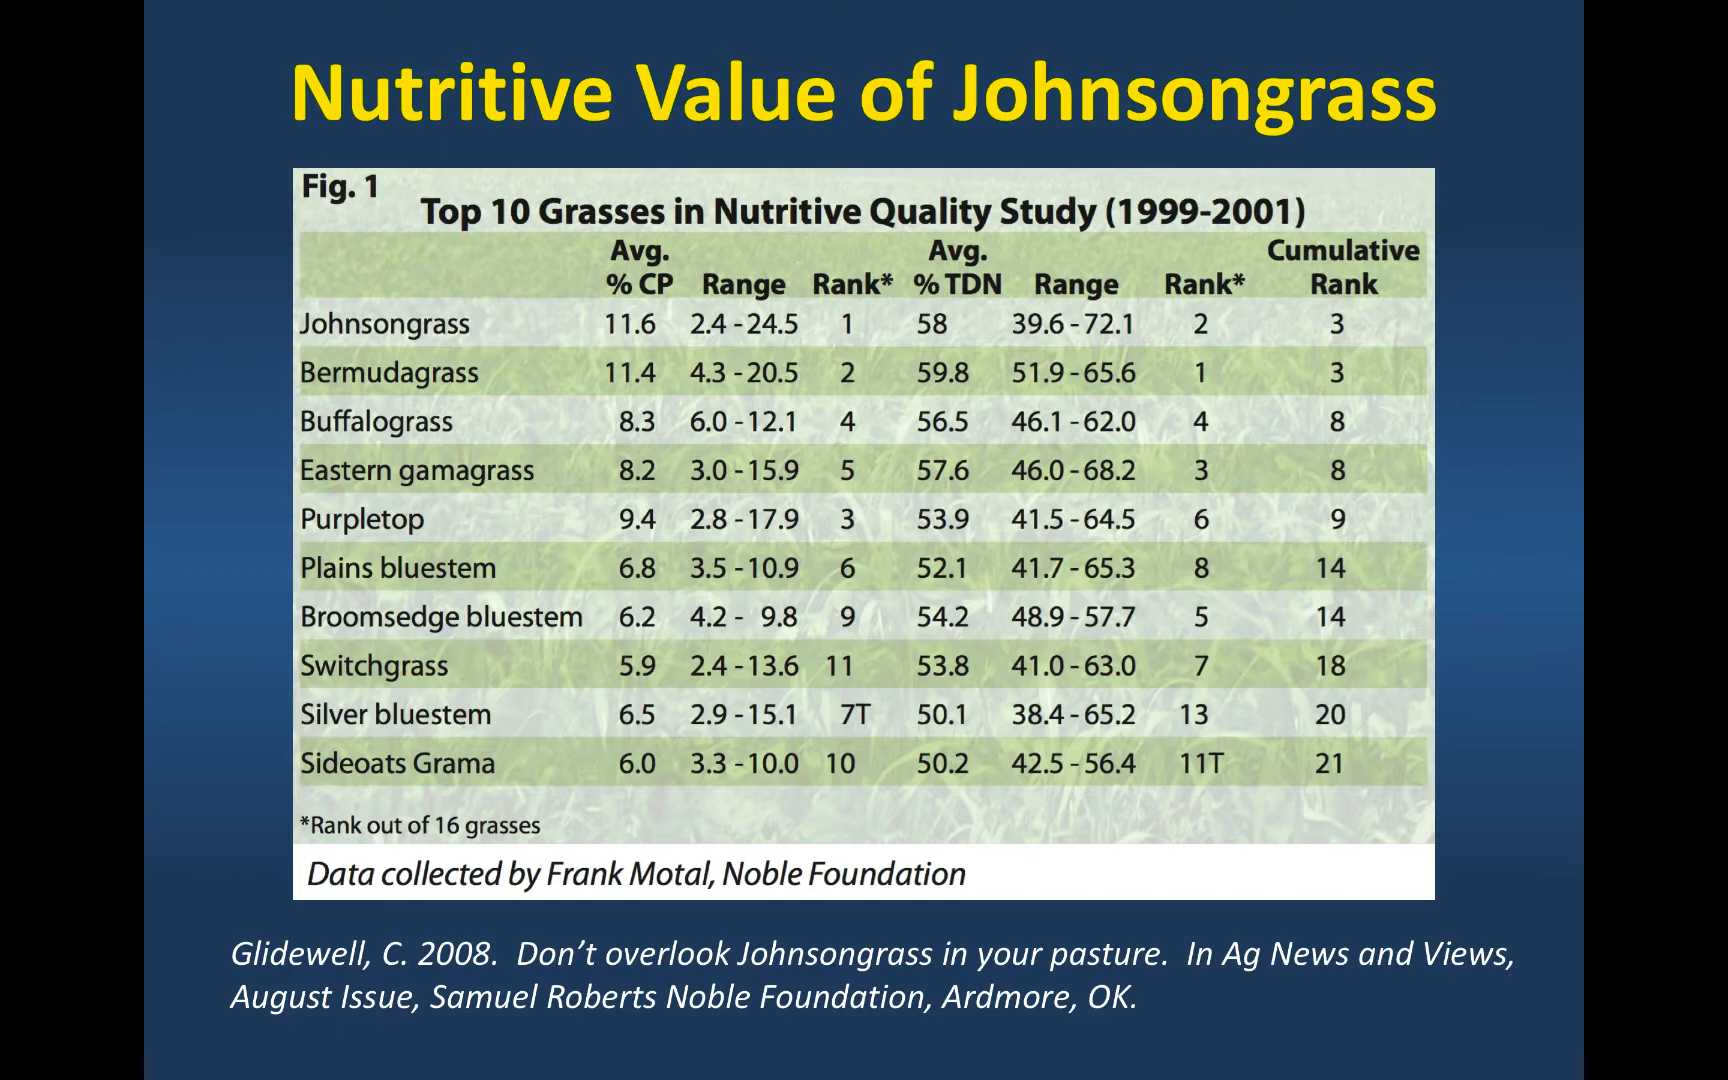 Nutritive Value of Johnsongrass
Fig. 1
Top 10 Grasses in Nutritive Quality Study (1999-2001)
Avg. Avg. Cumulative
% CP Range Rank* % TDN Range Rank* Rank
Johnsongrass 11.6 2.4 - 24.5 1 58 39.6 - 72.1 2 3
Bermudagrass 11.4 4.3 - 20.5 2 59.8 51.9 - 65.6 1 3
Buffalograss 8.3 6.0 - 12.1 4 56.5 46.1 - 62.0 4 8
Eastern gamagrass 8.2 3.0 - 15.9 5 57.6 46.0 - 68.2 3 8
Purpletop 9.4 2.8 - 17.9 3 53.9 41.5 - 64.5 6 9
Plains bluestem 6.8 3.5 - 10.9 6 52.1 41.7 - 65.3 8 14
Broomsedge bluestem 6.2 4.2 - 9.8 9 54.2 48.9 - 57.7 5 14
Switchgrass 5.9 2.4 - 13.6 11 53.8 41.0 - 63.0 7 18
Silver bluestem 6.5 2.9 - 15.1 7T 50.1 38.4 - 65.2 13 20
Sideoats Grama 6.0 3.3 - 10.0 10 50.2 42.5 - 56.4 11T 21
*Rank out of 16 grasses
Data collected by Frank Motal, Noble Foundation
Glidewell, C. 2008. Don't overlook Johnsongrass in your pasture. In Ag News and Views,
August Issue, Samuel Roberts Noble Foundation, Ardmore, OK.